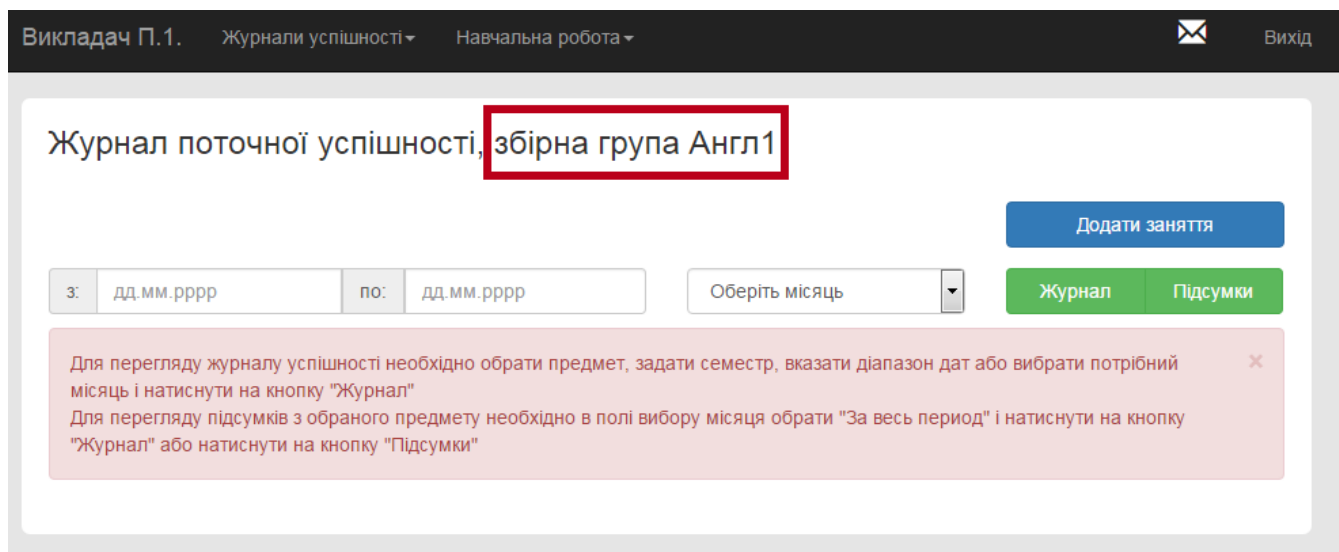 Викладач П.1. Журнали успішності Навчальна робота Вихід
Журнал поточної успішності, збірна група Англ1
Додати заняття
з: дд.мм.рррр по: дд.мм.рррр Оберіть місяць Журнал Підсумки
Для перегляду журналу успішності необхідно обрати предмет, задати семестр, вказати діапазон дат або вибрати потрібний ×
місяць і натиснути на кнопку "Журнал"
Для перегляду підсумків з обраного предмету необхідно в полі вибору місяця обрати "За весь період" і натиснути на кнопку
"Журнал" або натиснути на кнопку "Підсумки"